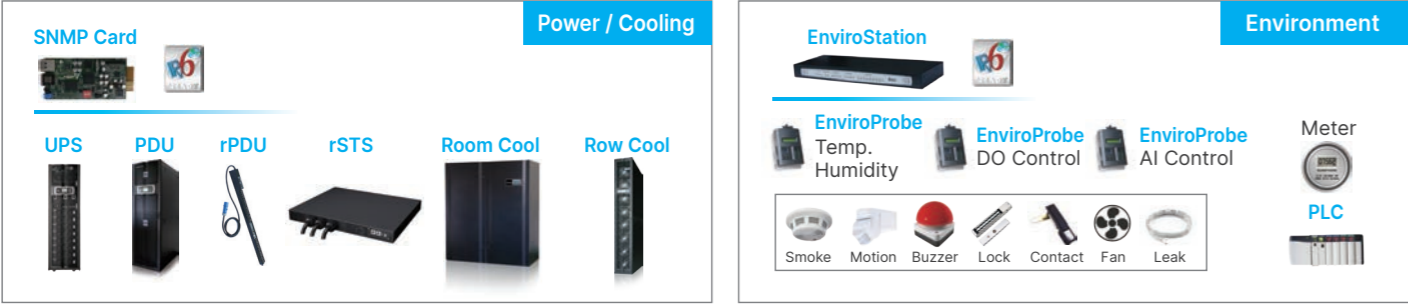 Power / Cooling
SNMP Card
UPS
PDU
rPDU
rSTS
Room Cool
Row Cool
Environment
EnviroStation
EnviroProbe
Temp.
Humidity
EnviroProbe
DO Control
EnviroProbe
AI Control
Meter
PLC
Smoke
Motion
Buzzer
Lock
Contact
Fan
Leak